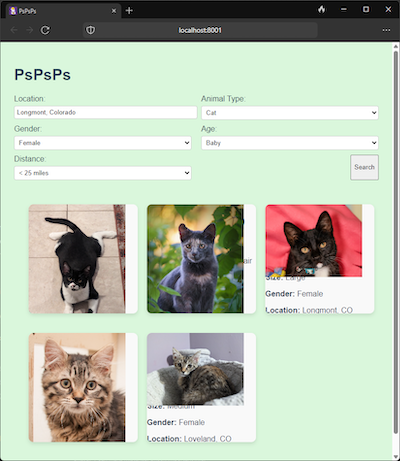 PsPsPs
localhost:8001
PsPsPs
Location:
Animal Type:
Longmont, Colorado
Cat
Gender:
Age:
Female
Baby
Distance:
< 25 miles
Search
air
Size: Large
Gender: Female
Location: Longmont, CO
Size: Medium
Gender: Female
Location: Loveland, CO